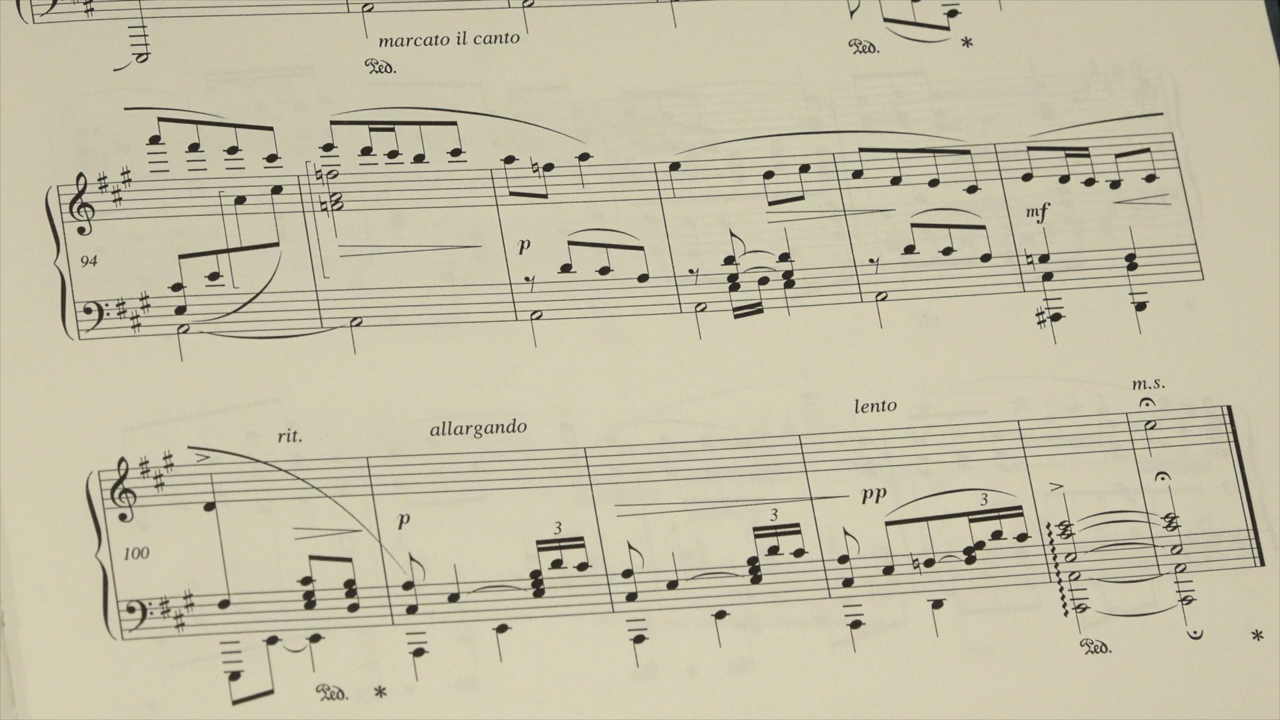 marcato il canto
Ped.
Ped. *
94
p
mf
rit.
allargando
lento
m.s.
100
p
3
3
pp
3
Ped. *
Ped. *